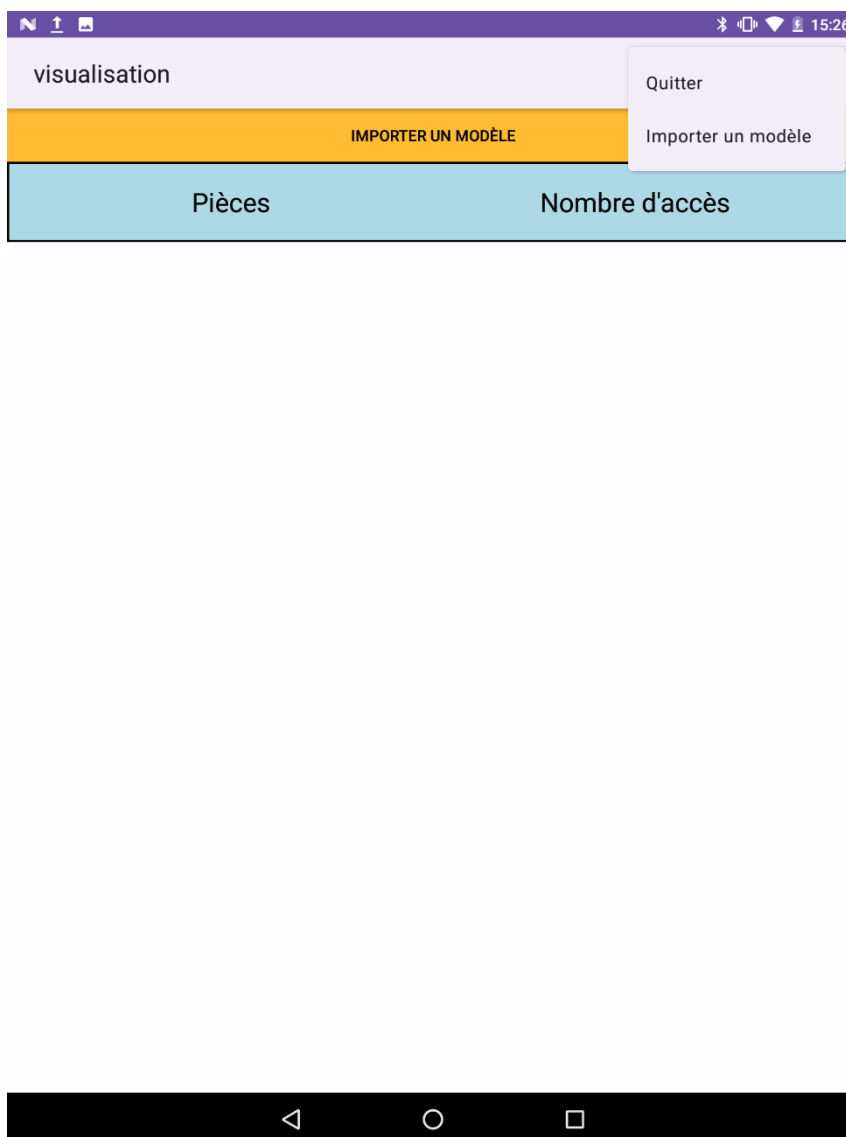 15:26
visualisation
Quitter
IMPORTER UN MODÈLE
Importer un modèle
Pièces
Nombre d'accès